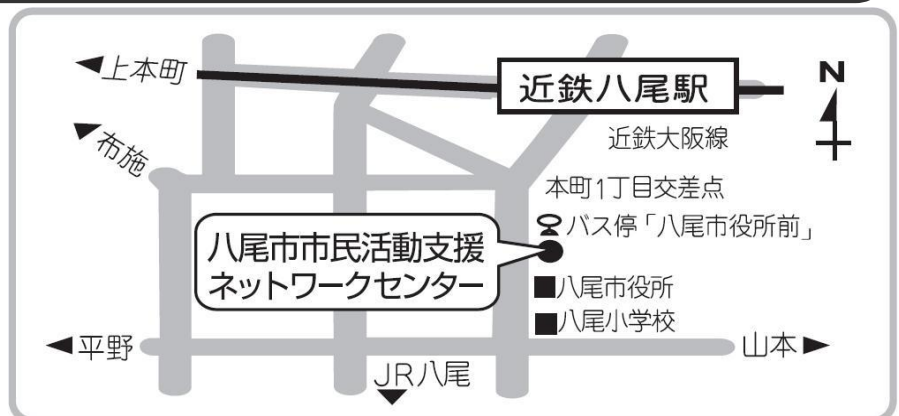 上本町
近鉄八尾駅
N
布施
近鉄大阪線
本町1丁目交差点
バス停「八尾市役所前」
八尾市市民活動支援
ネットワークセンター
八尾市役所
八尾小学校
平野
山本
JR八尾